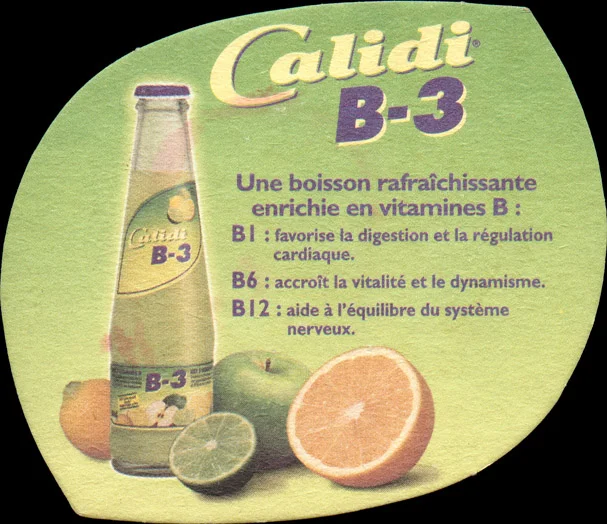 Calidi®
B-3
Une boisson rafraîchissante
enrichie en vitamines B :
B1 : favorise la digestion et la régulation
cardiaque.
B6 : accroît la vitalité et le dynamisme.
B12 : aide à l'équilibre du système
nerveux.
Calidi
B-3
B-3